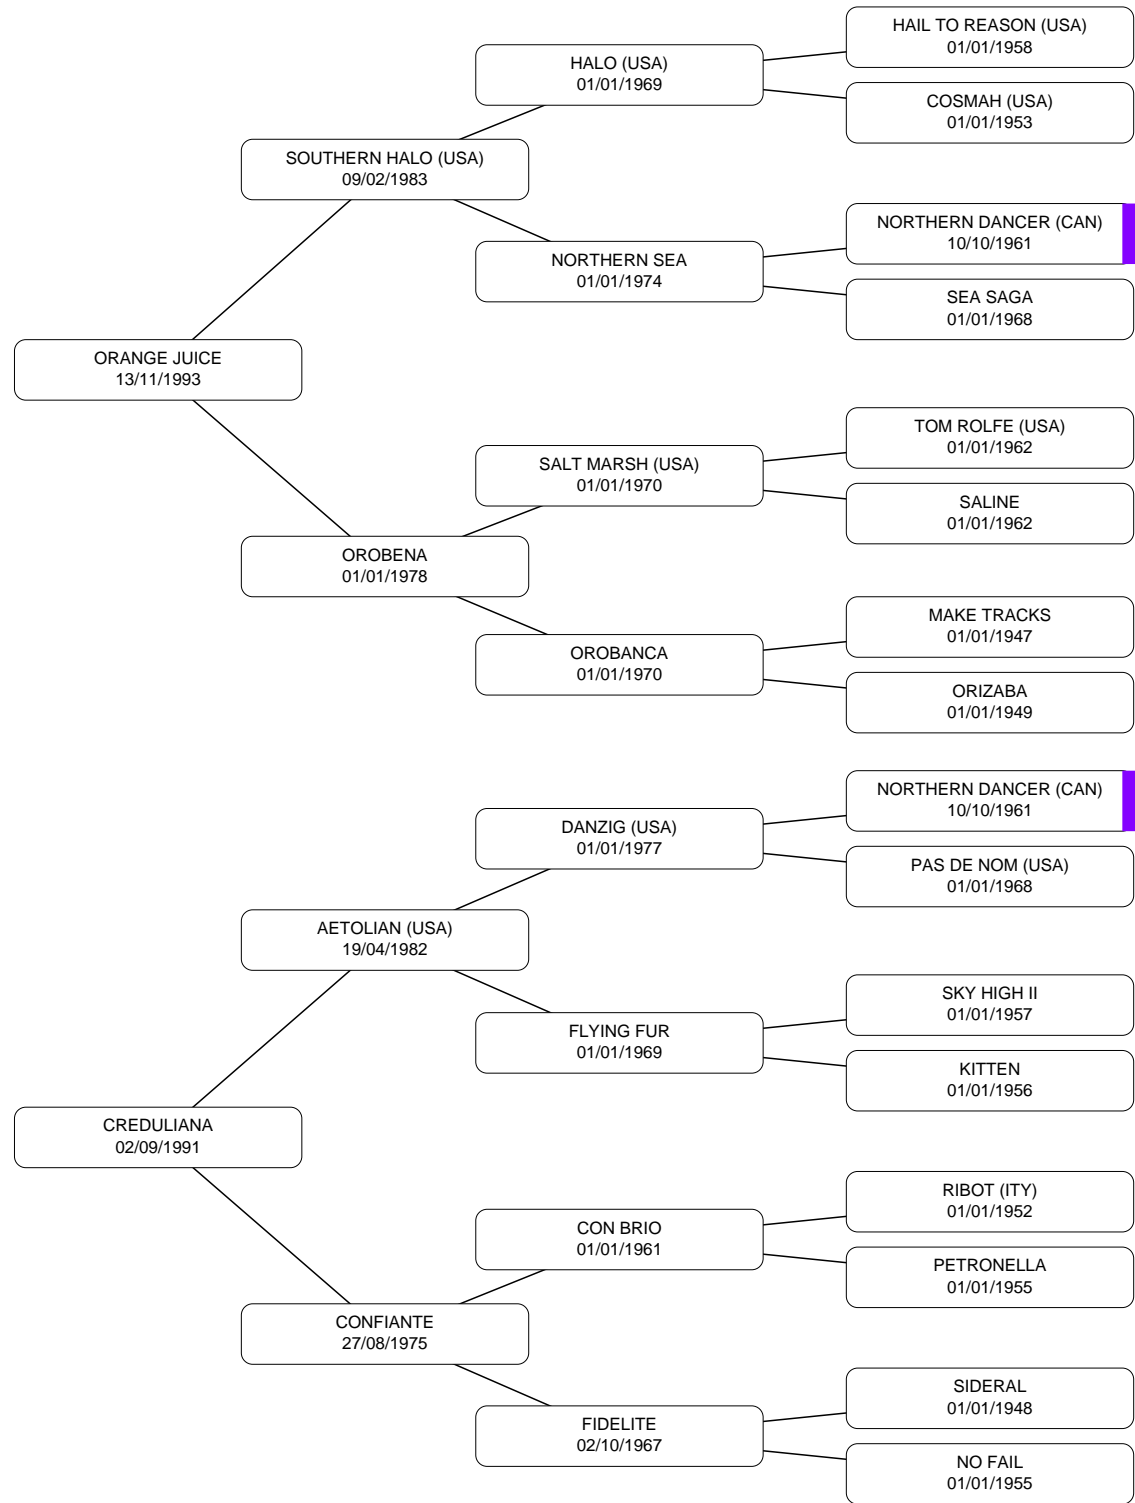 HAIL TO REASON (USA)
01/01/1958
HALO (USA)
01/01/1969
COSMAH (USA)
01/01/1953
SOUTHERN HALO (USA)
09/02/1983
NORTHERN DANCER (CAN)
10/10/1961
NORTHERN SEA
01/01/1974
SEA SAGA
01/01/1968
ORANGE JUICE
13/11/1993
TOM ROLFE (USA)
01/01/1962
SALT MARSH (USA)
01/01/1970
SALINE
01/01/1962
OROBENA
01/01/1978
MAKE TRACKS
01/01/1947
OROBANCA
01/01/1970
ORIZABA
01/01/1949
NORTHERN DANCER (CAN)
10/10/1961
DANZIG (USA)
01/01/1977
PAS DE NOM (USA)
01/01/1968
AETOLIAN (USA)
19/04/1982
SKY HIGH II
01/01/1957
FLYING FUR
01/01/1969
KITTEN
01/01/1956
CREDULIANA
02/09/1991
RIBOT (ITY)
01/01/1952
CON BRIO
01/01/1961
PETRONELLA
01/01/1955
CONFIANTE
27/08/1975
SIDERAL
01/01/1948
FIDELITE
02/10/1967
NO FAIL
01/01/1955